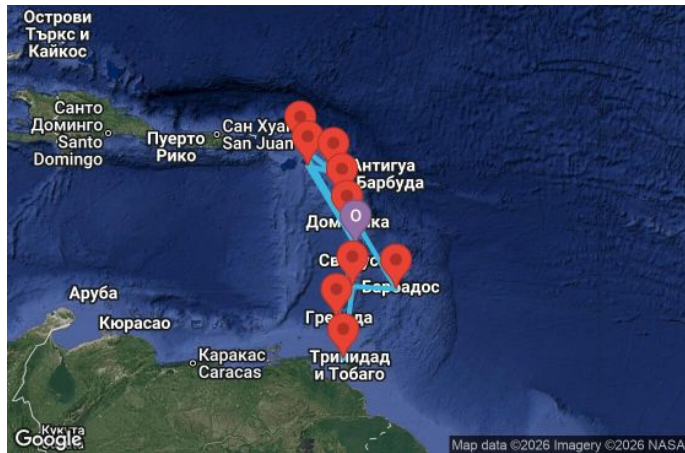 Острови
Търкс и
Кайкос
Санто
Доминго
Santo
Domingo
Пуерто
Рико
Сан Хуан
San Juan
Антигуа
Барбуда
Барбадос
Аруба
Кюрасао
Каракас
Caracas
Тринидад
и Тобаго
Google
Map data ©2026 Imagery ©2026 NASA
O